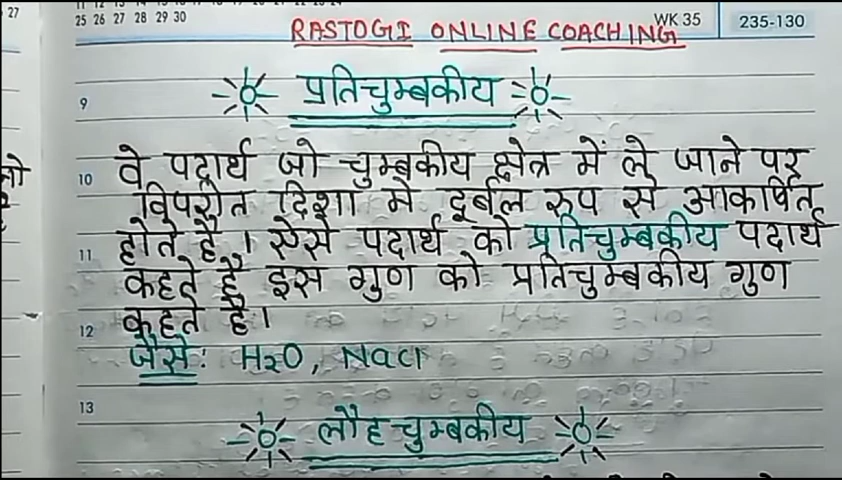 27
25 26 27 28 29 30
WK 35
235-130
RASTOGI ONLINE COACHING
प्रतिचुम्बकीय
9
10
वे पदार्थ जो चुम्बकीय क्षेत्र में ले जाने पर
विपरीत दिशा मे दूर्बल रुप से आकर्षित
11
होते है । ऐसे पदार्थ को प्रतिचुम्बकीय पदार्थ
कहते है इस गुण को प्रतिचुम्बकीय गुण
12
कहते है।
जैसे: H₂O, Nacl
13
लौह चुम्बकीय